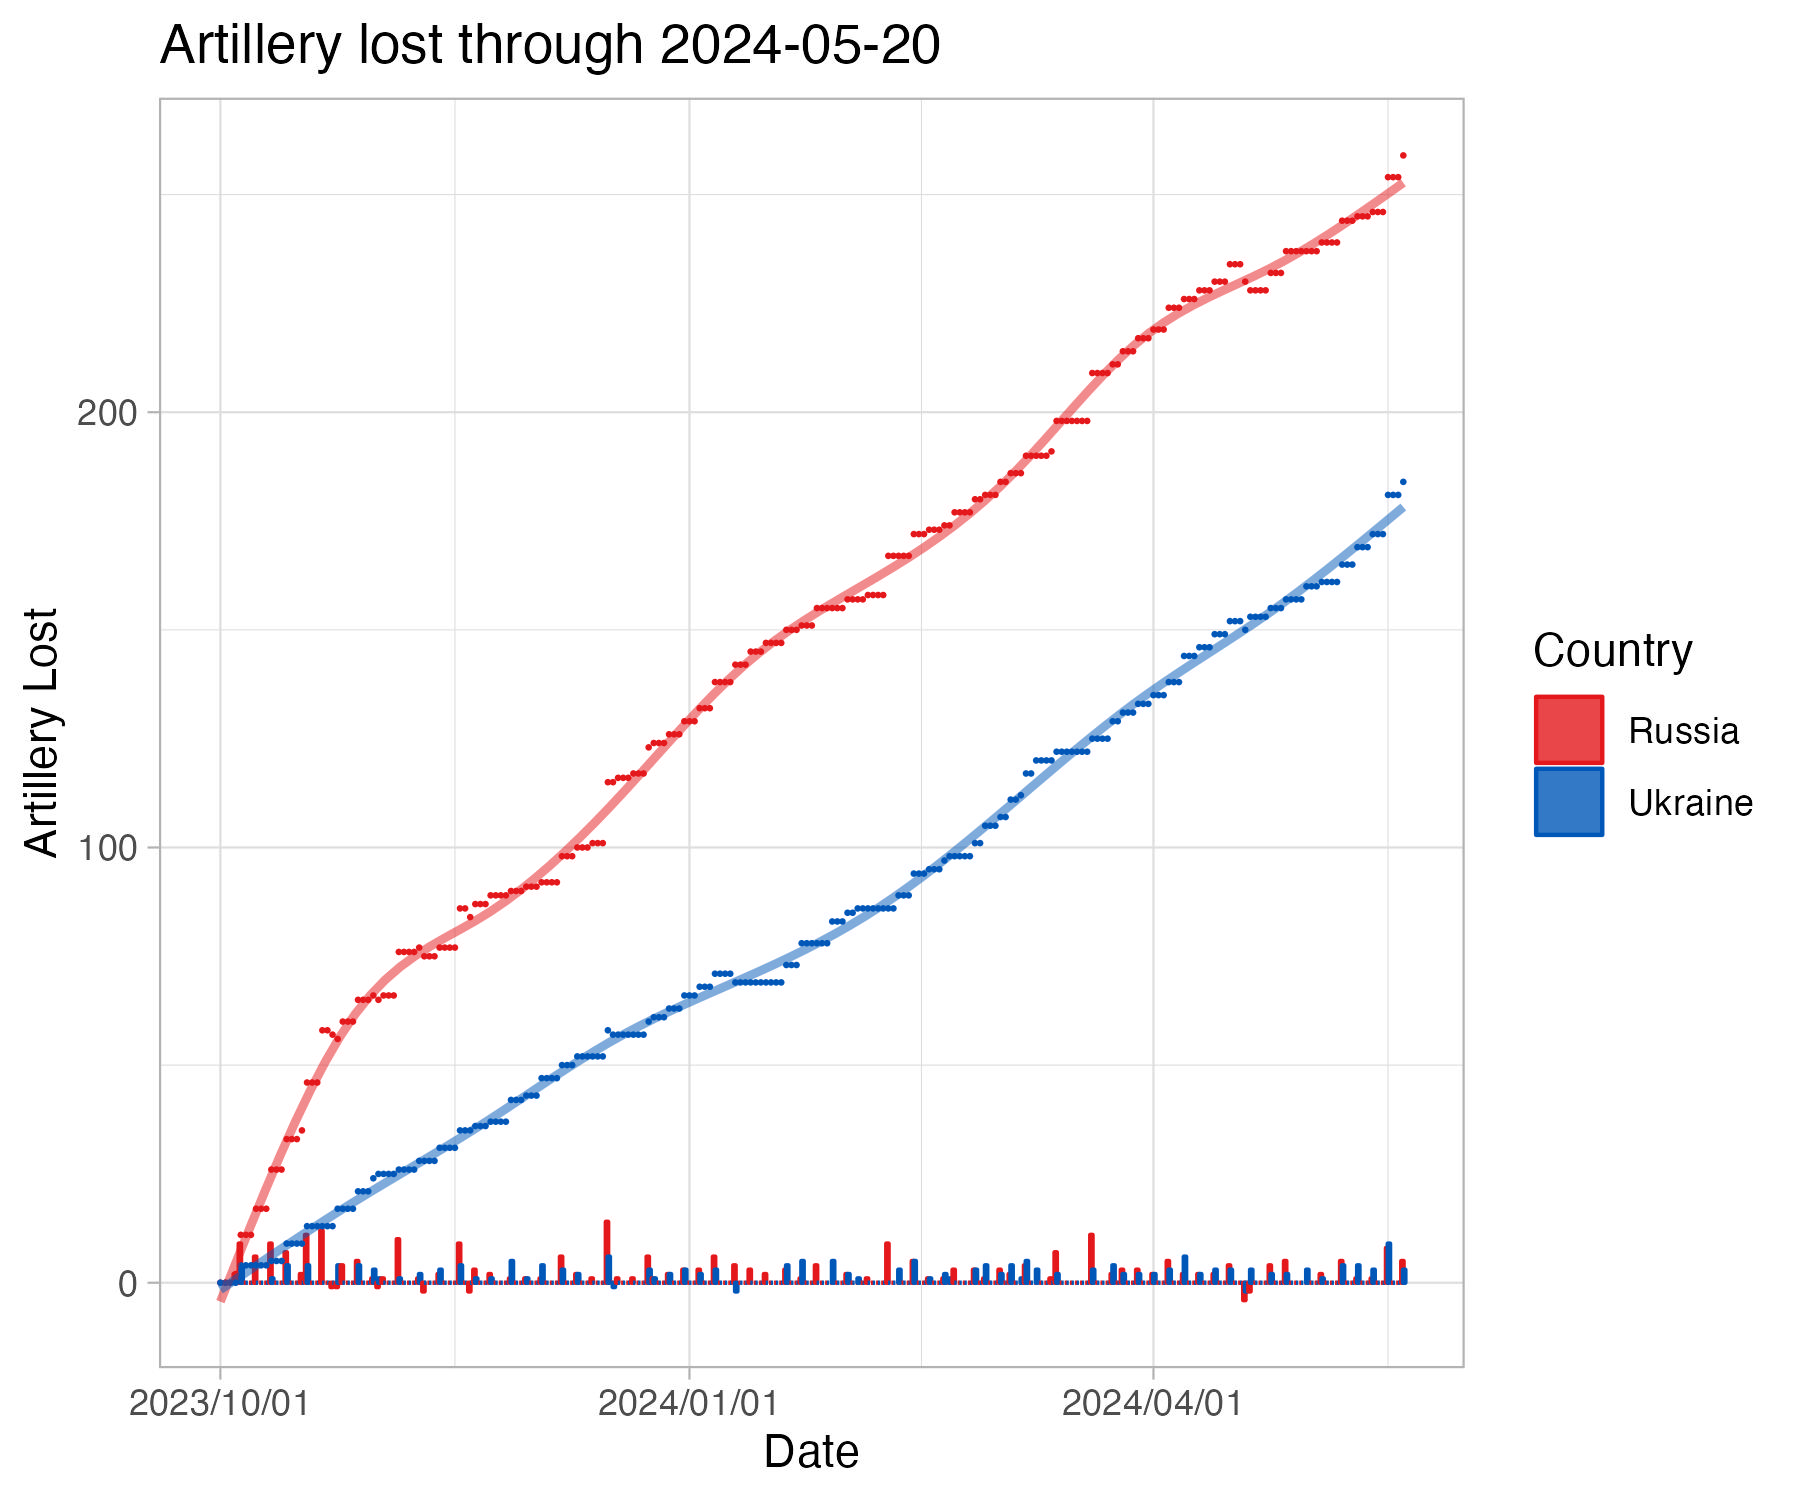 Artillery lost through 2024-05-20
Artillery Lost
200
100
0
2023/10/01
2024/01/01
2024/04/01
Date
Country
Russia
Ukraine